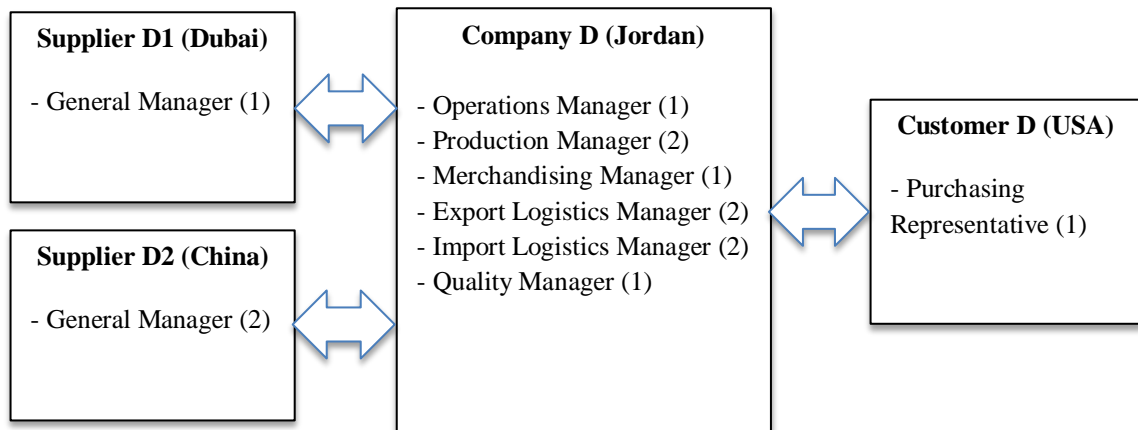 Supplier D1 (Dubai)
- General Manager (1)
Supplier D2 (China)
- General Manager (2)
Company D (Jordan)
- Operations Manager (1)
- Production Manager (2)
- Merchandising Manager (1)
- Export Logistics Manager (2)
- Import Logistics Manager (2)
- Quality Manager (1)
Customer D (USA)
- Purchasing
Representative (1)